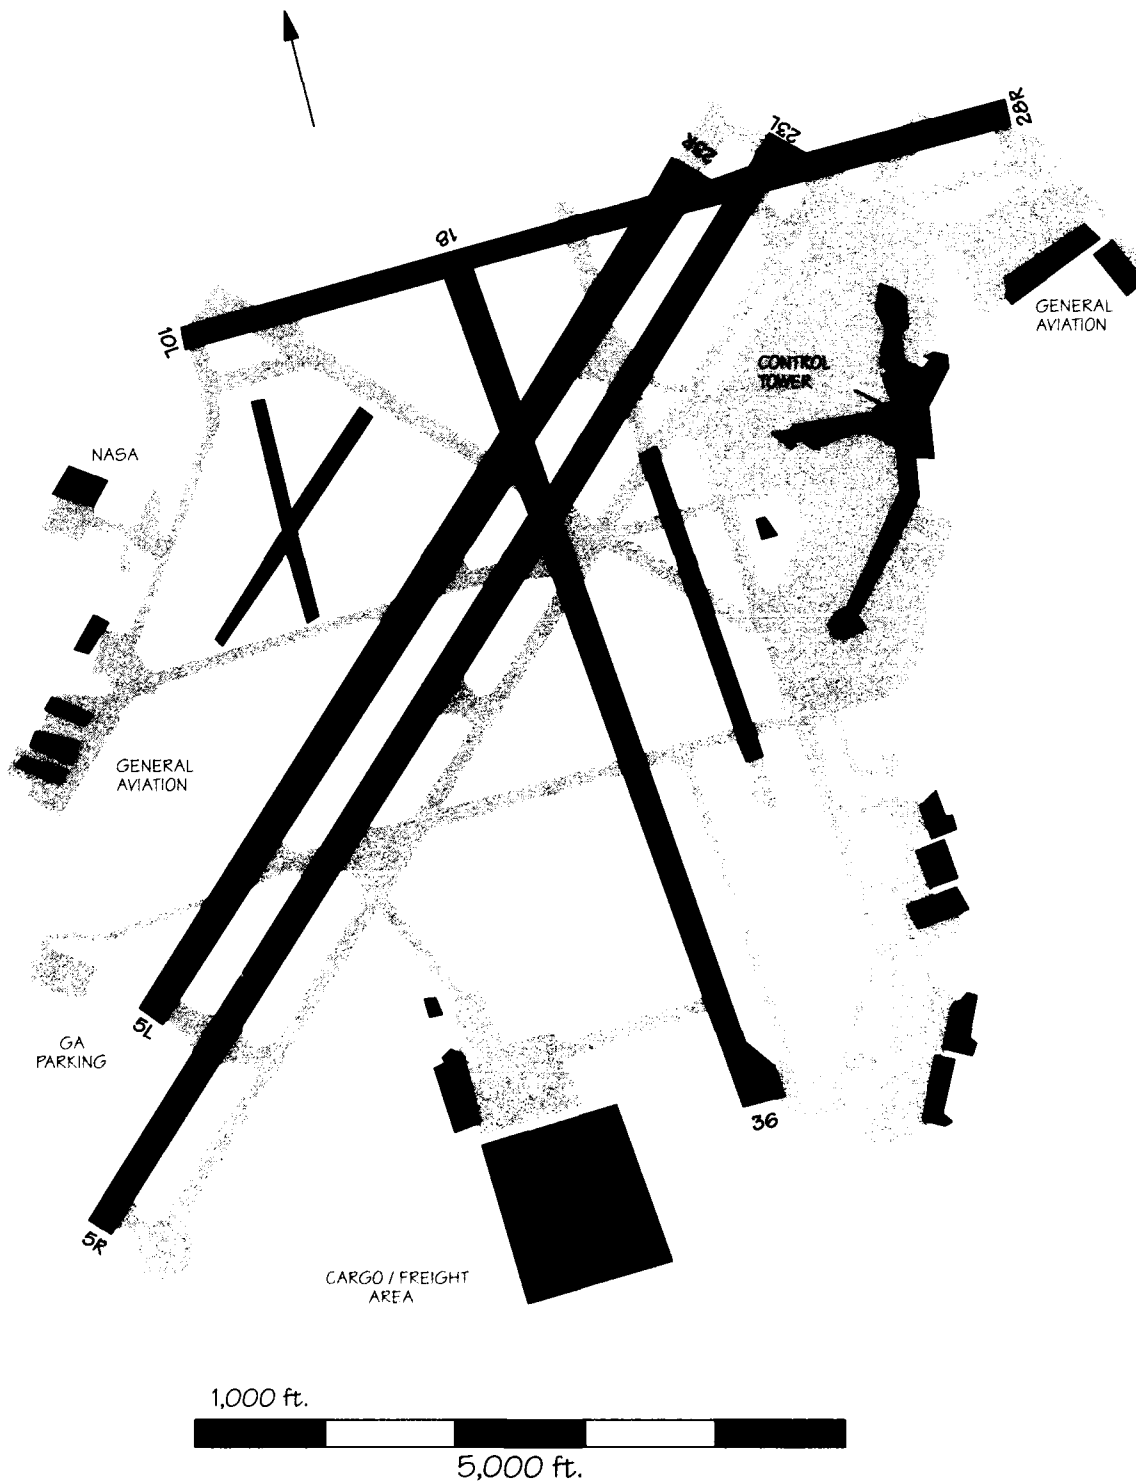 28R
23L
23R
18
10L
GENERAL
AVIATION
CONTROL
TOWER
NASA
GENERAL
AVIATION
5L
GA
PARKING
36
5R
CARGO / FREIGHT
AREA
1,000 ft.
5,000 ft.